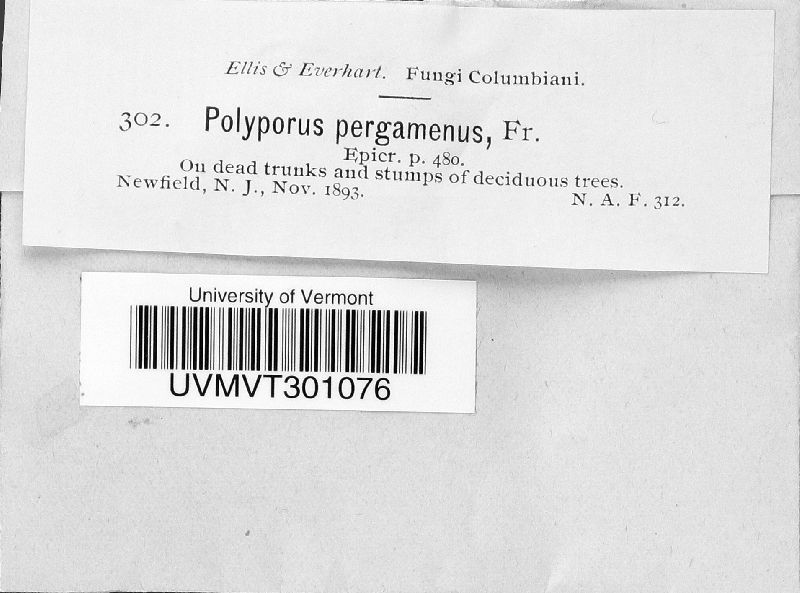 Ellis & Everhart. Fungi Columbiani.
302. Polyporus pergamenus, Fr.
Epicr. p. 480.
On dead trunks and stumps of deciduous trees.
Newfield, N. J., Nov. 1893.
N. A. F. 312.
University of Vermont
UVMVT301076